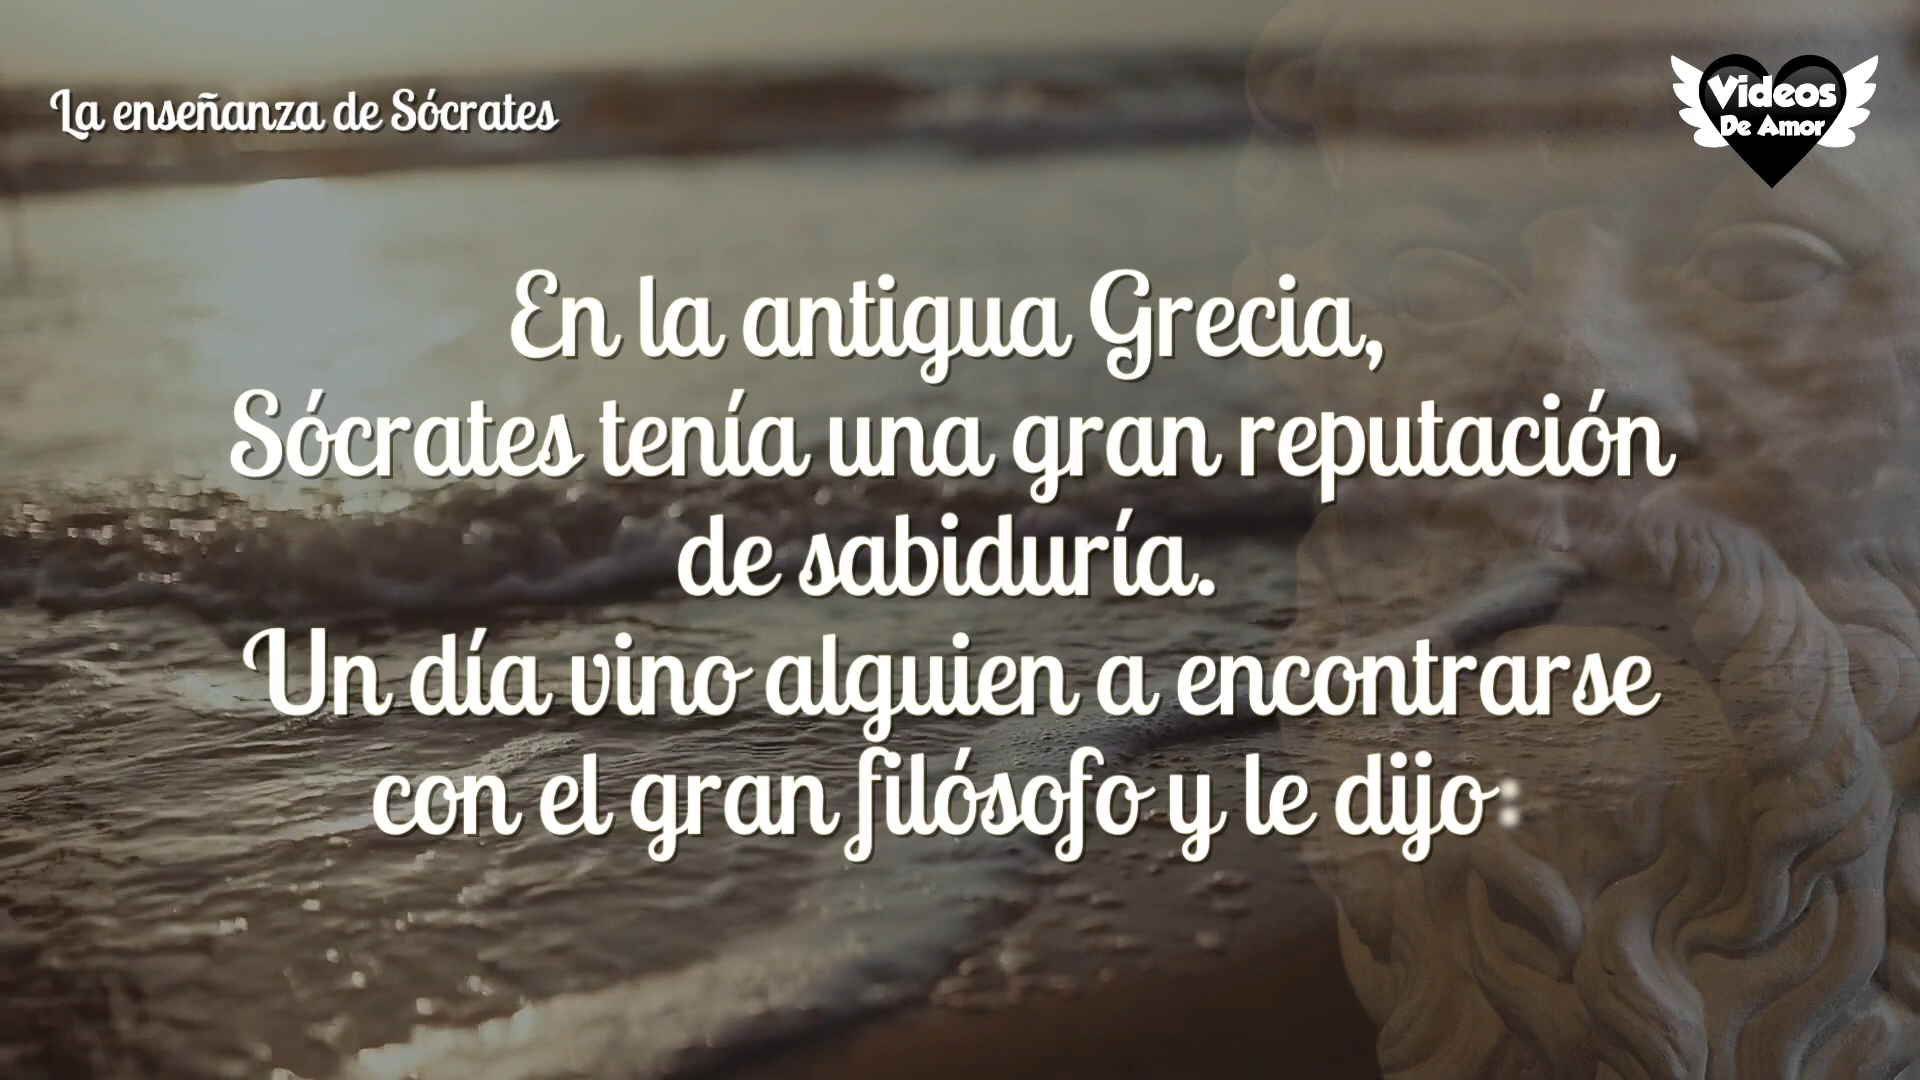 La enseñanza de Sócrates
Videos
De Amor
En la antigua Grecia,
Sócrates tenía una gran reputación
de sabiduría.
Un día vino alguien a encontrarse
con el gran filósofo y le dijo: